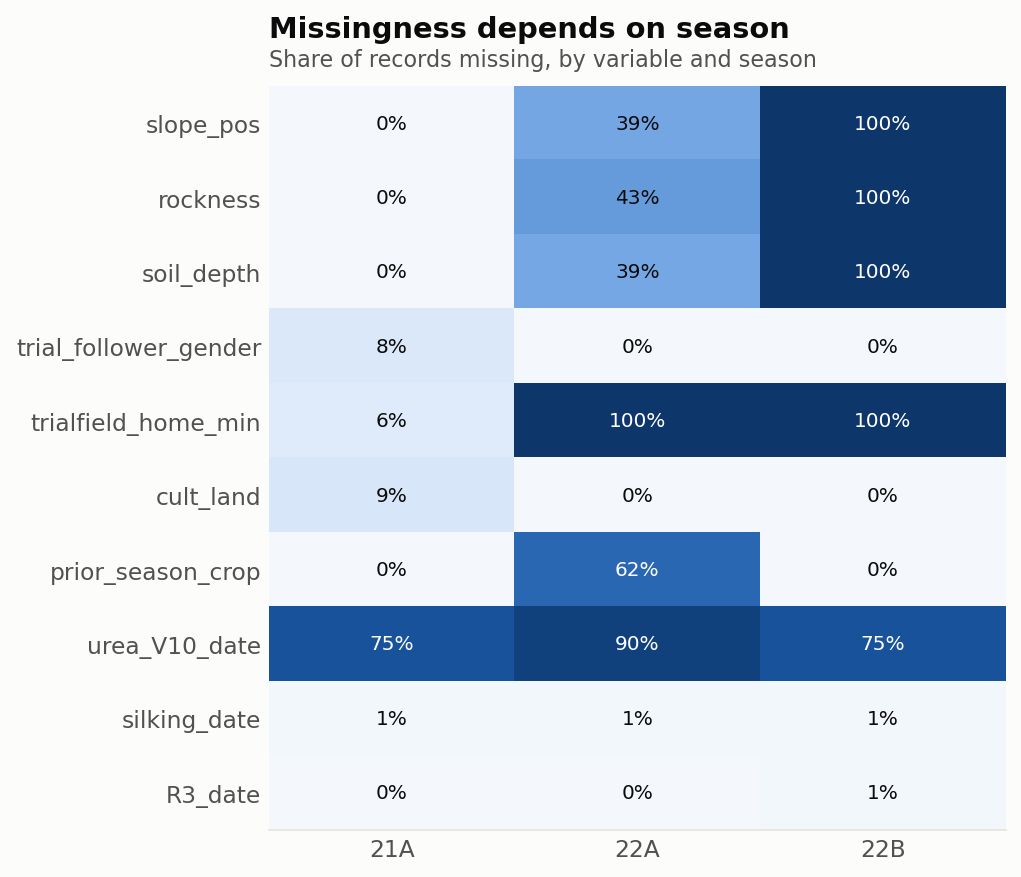 Missingness depends on season
Share of records missing, by variable and season
slope_pos 0% 39% 100%
rockness 0% 43% 100%
soil_depth 0% 39% 100%
trial_follower_gender 8% 0% 0%
trialfield_home_min 6% 100% 100%
cult_land 9% 0% 0%
prior_season_crop 0% 62% 0%
urea_V10_date 75% 90% 75%
silking_date 1% 1% 1%
R3_date 0% 0% 1%
21A 22A 22B